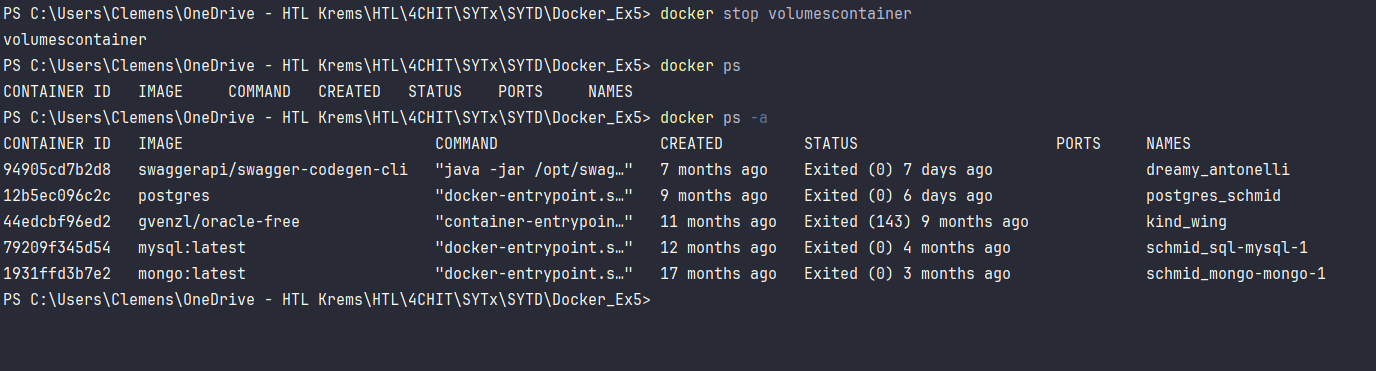 PS C:\Users\Clemens\OneDrive - HTL Krems\HTL\4CHIT\SYTx\SYTD\Docker_Ex5> docker stop volumescontainer
volumescontainer
PS C:\Users\Clemens\OneDrive - HTL Krems\HTL\4CHIT\SYTx\SYTD\Docker_Ex5> docker ps
CONTAINER ID   IMAGE     COMMAND   CREATED   STATUS    PORTS     NAMES
PS C:\Users\Clemens\OneDrive - HTL Krems\HTL\4CHIT\SYTx\SYTD\Docker_Ex5> docker ps -a
CONTAINER ID   IMAGE                            COMMAND                  CREATED         STATUS                      PORTS     NAMES
94905cd7b2d8   swaggerapi/swagger-codegen-cli   "java -jar /opt/swag…"   7 months ago    Exited (0) 7 days ago                 dreamy_antonelli
12b5ec096c2c   postgres                         "docker-entrypoint.s…"   9 months ago    Exited (0) 6 days ago                 postgres_schmid
44edcbf96ed2   gvenzl/oracle-free               "container-entrypoin…"   11 months ago   Exited (143) 9 months ago             kind_wing
79209f345d54   mysql:latest                     "docker-entrypoint.s…"   12 months ago   Exited (0) 4 months ago               schmid_sql-mysql-1
1931ffd3b7e2   mongo:latest                     "docker-entrypoint.s…"   17 months ago   Exited (0) 3 months ago               schmid_mongo-mongo-1
PS C:\Users\Clemens\OneDrive - HTL Krems\HTL\4CHIT\SYTx\SYTD\Docker_Ex5>